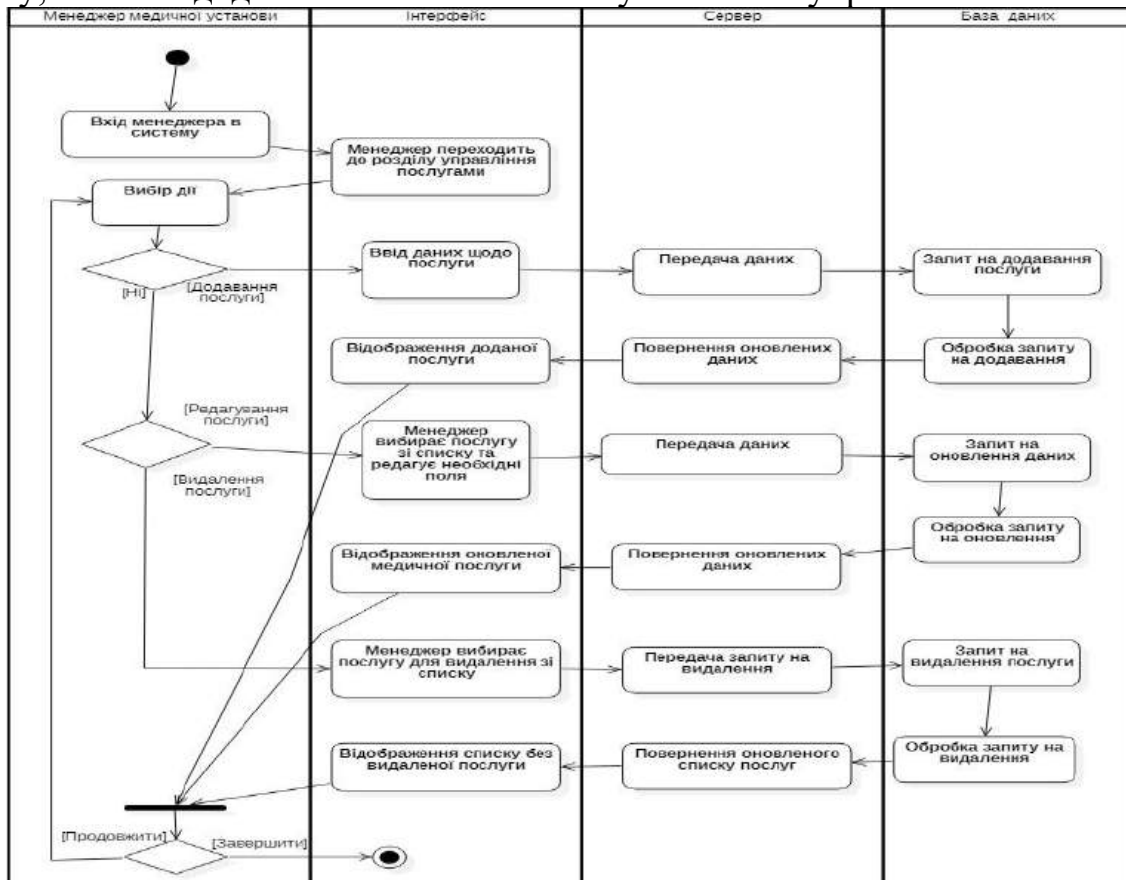 Менеджер медичної установи
Інтерфейс
Сервер
База даних
Вхід менеджера в
систему
Менеджер переходить
до розділу управління
послугами
Вибір дії
Ввід даних щодо
послуги
Передача даних
Запит на додавання
послуги
[Ні]
[Додавання
послуги]
Відображення доданої
послуги
Повернення оновлених
даних
Обробка запиту
на додавання
[Редагування
послуги]
Менеджер
вибирає послугу
зі списку та
редагує необхідні
поля
Передача даних
Запит на
оновлення даних
[Видалення
послуги]
Обробка запиту
на оновлення
Відображення оновленої
медичної послуги
Повернення оновлених
даних
Менеджер вибирає
послугу для видалення зі
списку
Передача запиту на
видалення
Запит на
видалення послуги
Відображення списку без
видаленої послуги
Повернення оновленого
списку послуг
Обробка запиту на
видалення
[Продовжити]
[Завершити]